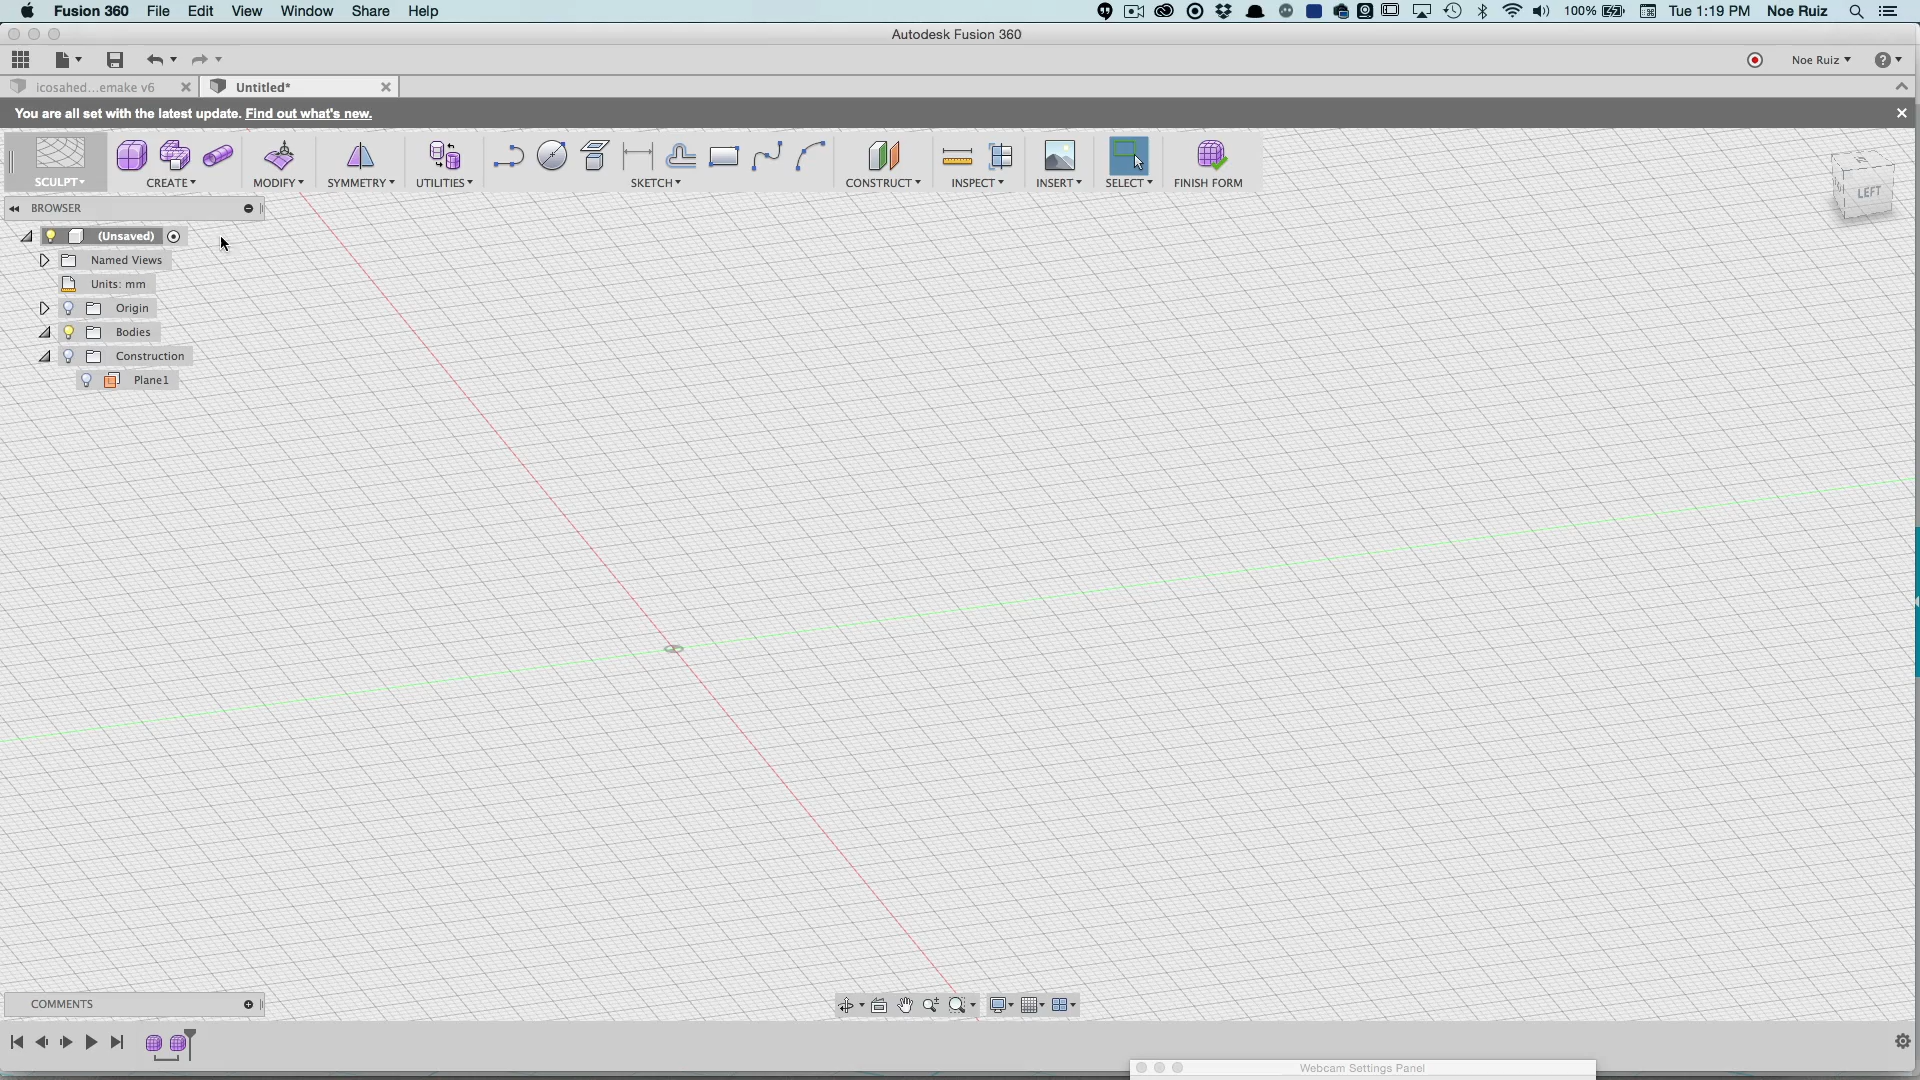 Fusion 360 File Edit View Window Share Help 100% Tue 1:19 PM Noe Ruiz
Autodesk Fusion 360
Noe Ruiz
icosahed...emake v6 Untitled*
You are all set with the latest update. Find out what's new.
SCULPT CREATE MODIFY SYMMETRY UTILITIES SKETCH CONSTRUCT INSPECT INSERT SELECT FINISH FORM
LEFT
BROWSER
(Unsaved)
Named Views
Units: mm
Origin
Bodies
Construction
Plane1
COMMENTS
Webcam Settings Panel